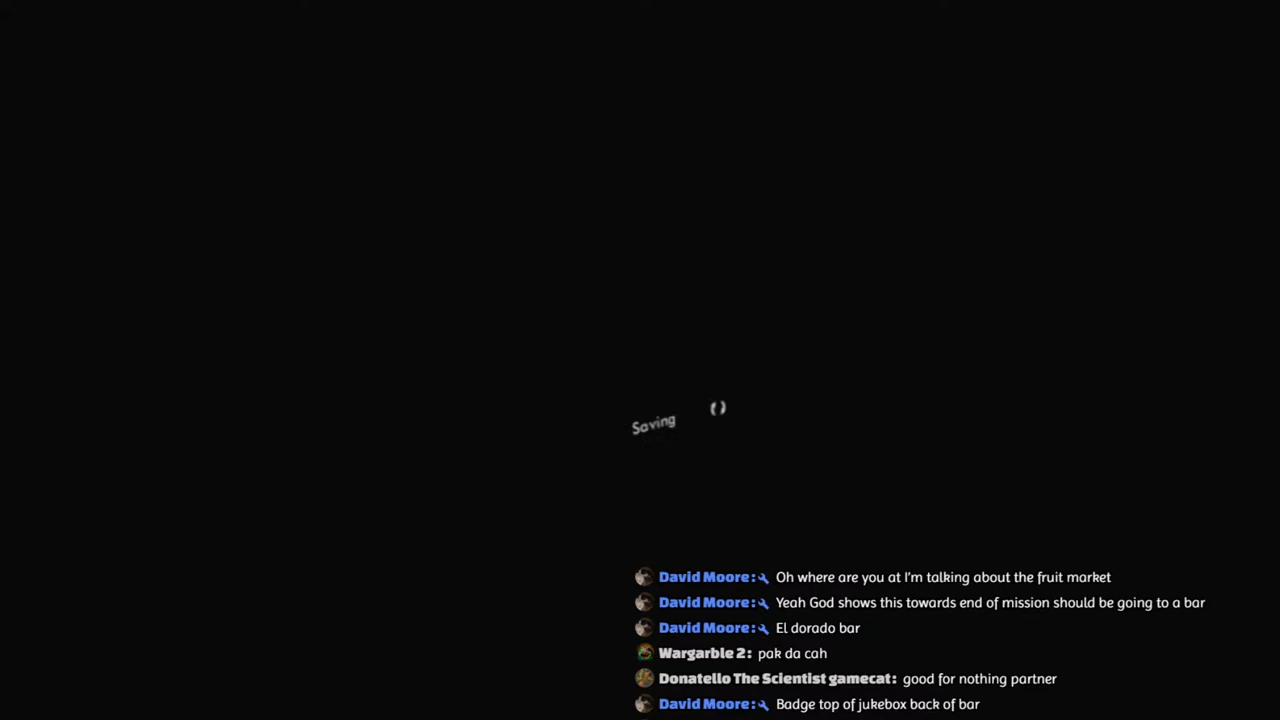 Saving
David Moore: Oh where are you at I'm talking about the fruit market
David Moore: Yeah God shows this towards end of mission should be going to a bar
David Moore: El dorado bar
Wargarble 2: pak da cah
Donatello The Scientist gamecat: good for nothing partner
David Moore: Badge top of jukebox back of bar